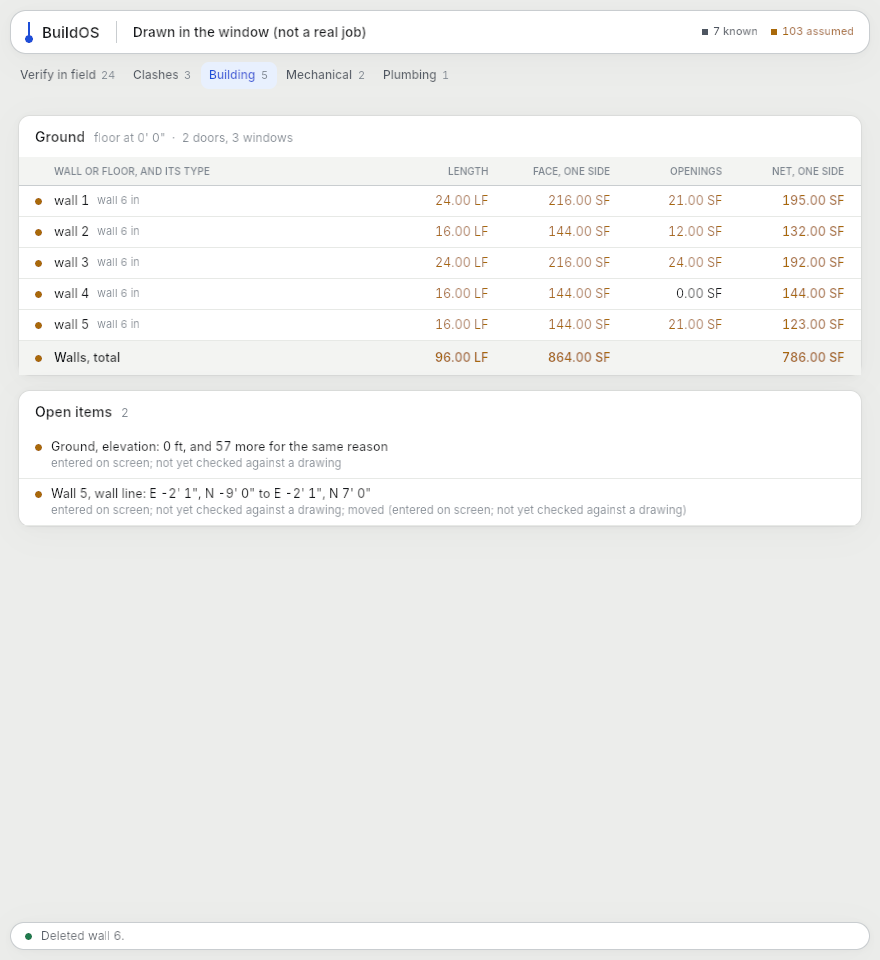 BuildOS Drawn in the window (not a real job) 7 known 103 assumed
Verify in field 24 Clashes 3 Building 5 Mechanical 2 Plumbing 1
Ground floor at 0' 0" · 2 doors, 3 windows
WALL OR FLOOR, AND ITS TYPE LENGTH FACE, ONE SIDE OPENINGS NET, ONE SIDE
wall 1 wall 6 in 24.00 LF 216.00 SF 21.00 SF 195.00 SF
wall 2 wall 6 in 16.00 LF 144.00 SF 12.00 SF 132.00 SF
wall 3 wall 6 in 24.00 LF 216.00 SF 24.00 SF 192.00 SF
wall 4 wall 6 in 16.00 LF 144.00 SF 0.00 SF 144.00 SF
wall 5 wall 6 in 16.00 LF 144.00 SF 21.00 SF 123.00 SF
Walls, total 96.00 LF 864.00 SF 786.00 SF
Open items 2
Ground, elevation: 0 ft, and 57 more for the same reason
entered on screen; not yet checked against a drawing
Wall 5, wall line: E -2' 1", N -9' 0" to E -2' 1", N 7' 0"
entered on screen; not yet checked against a drawing; moved (entered on screen; not yet checked against a drawing)
Deleted wall 6.